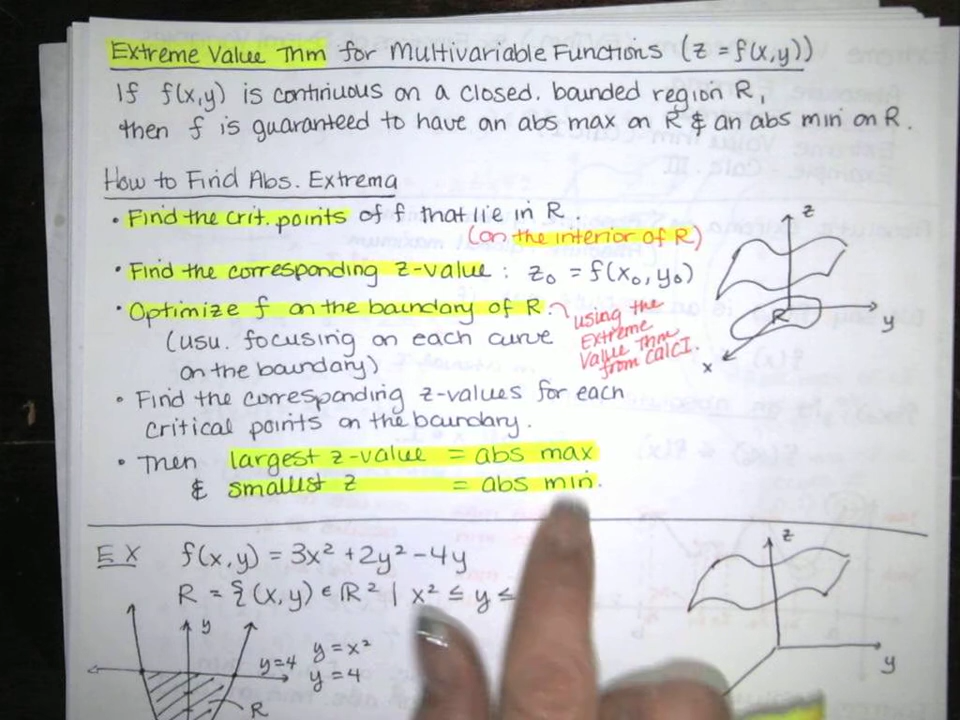 Extreme Value Thm for Multivariable Functions (z = f(x,y))
If f(x,y) is continuous on a closed, bounded region R,
then f is guaranteed to have an abs max on R & an abs min on R.
How to Find Abs. Extrema
• Find the crit. points of f that lie in R.
(on the interior of R)
• Find the corresponding z-value : z₀ = f(x₀, y₀)
• Optimize f on the boundary of R.
using the
Extreme
Value Thm
from Calc I.
(usu. focusing on each curve
on the boundary)
• Find the corresponding z-values for each
critical points on the boundary.
• Then largest z-value = abs max
& smallest z = abs min.
z
R
y
x
EX f(x,y) = 3x² + 2y² - 4y
R = {(x,y) ∈ ℝ² | x² ≤ y ≤
y
y=4
y = x²
y = 4
R
z
y